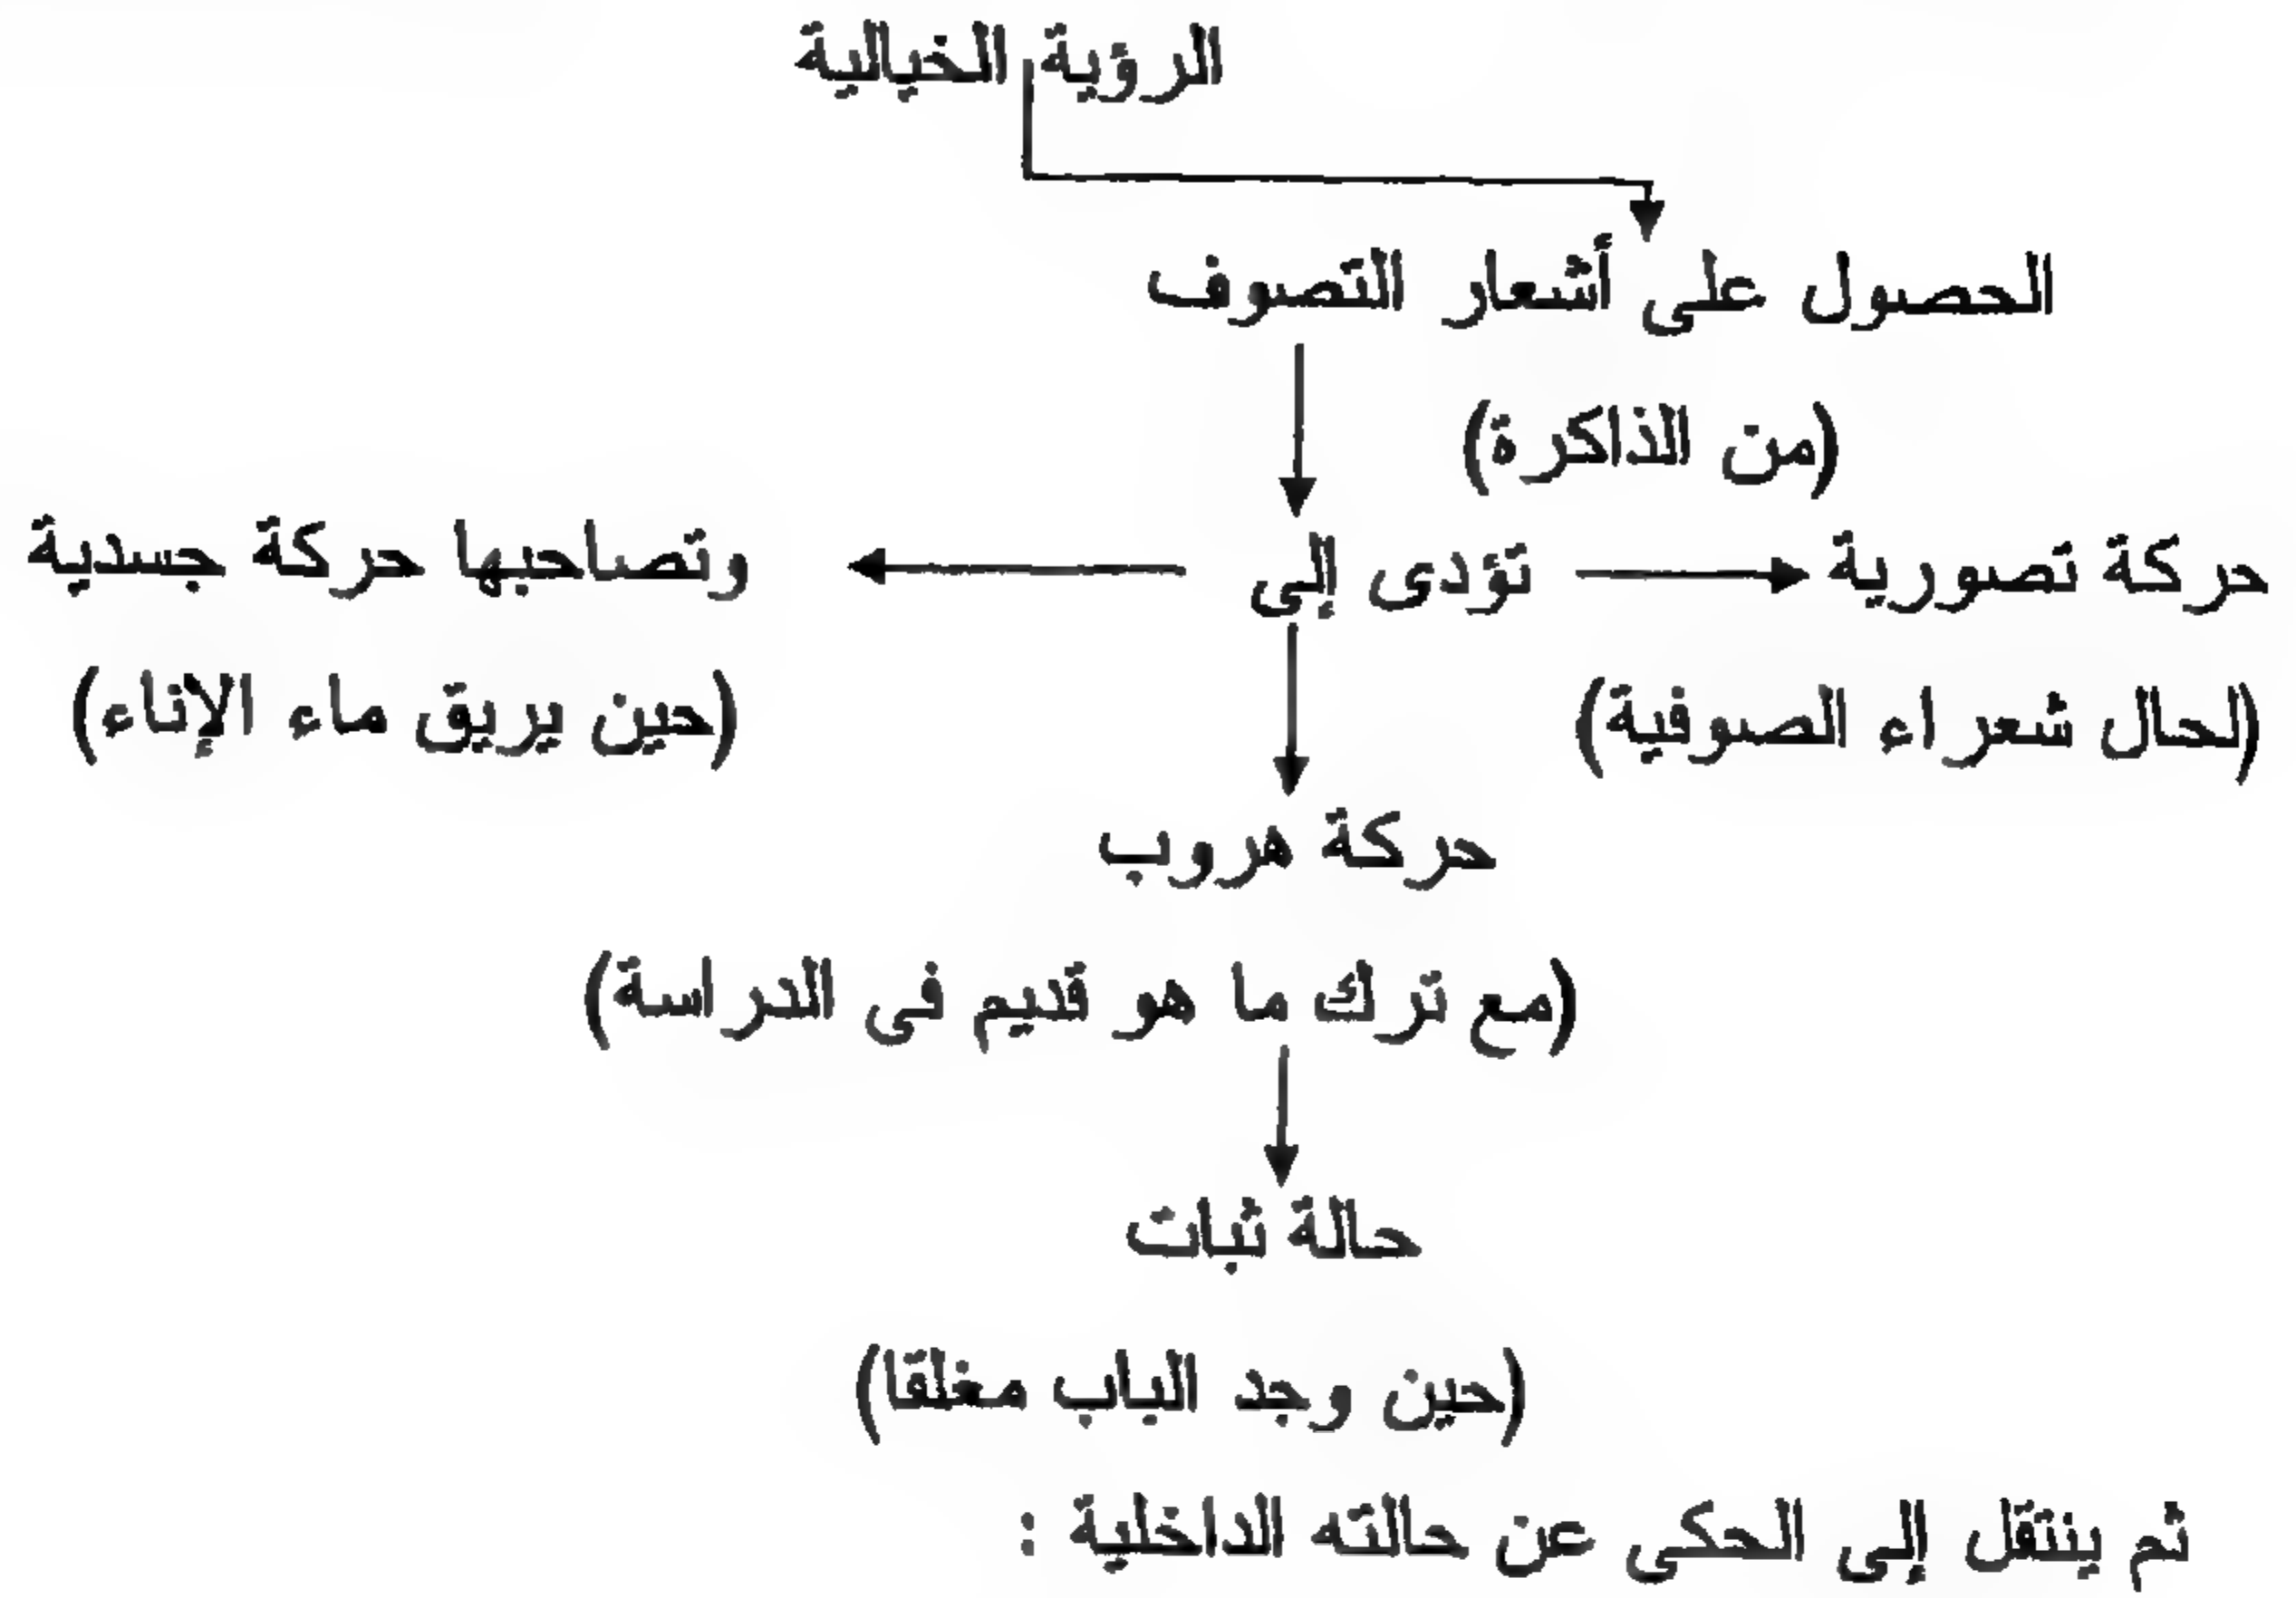 الرؤية الخيالية
الحصول على أشعار التصوف
(من الذاكرة)
حركة تصورية تؤدى إلى وتصاحبها حركة جسدية
(لحال شعراء الصوفية) (حين يريق ماء الإناء)
حركة هروب
(مع ترك ما هو قديم فى الدراسة)
حالة ثبات
(حين وجد الباب مغلقا)
ثم ينتقل إلى الحكى عن حالته الداخلية :